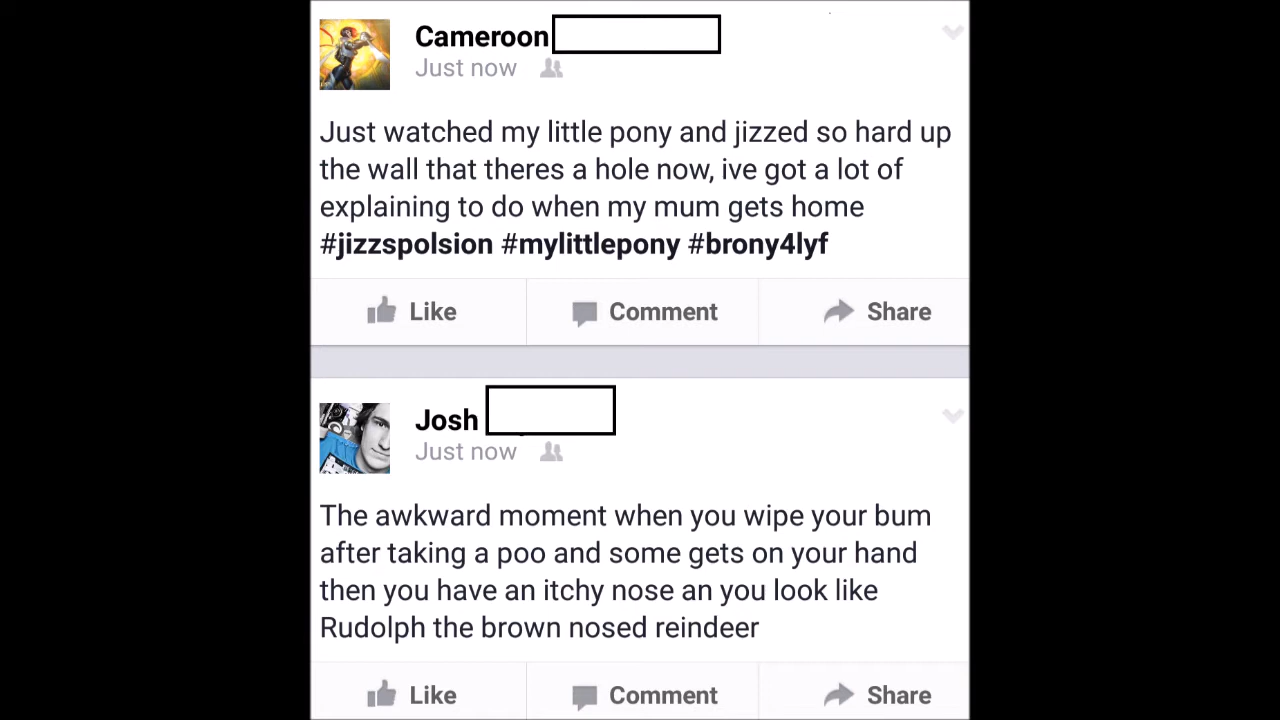 Cameroon
Just now
Just watched my little pony and jizzed so hard up
the wall that theres a hole now, ive got a lot of
explaining to do when my mum gets home
#jizzspolsion #mylittlepony #brony4lyf
Like Comment Share
Josh
Just now
The awkward moment when you wipe your bum
after taking a poo and some gets on your hand
then you have an itchy nose an you look like
Rudolph the brown nosed reindeer
Like Comment Share